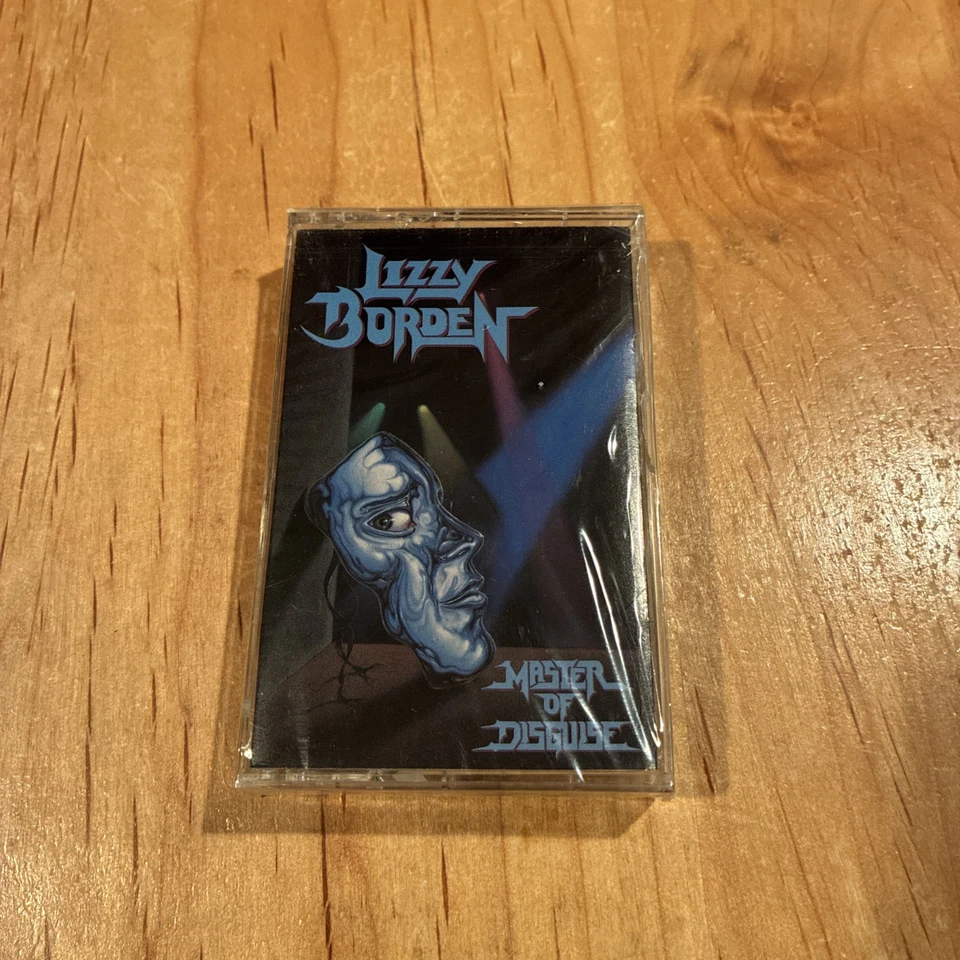 LIZZY
BORDEN
MASTER
OF
DISGUISE